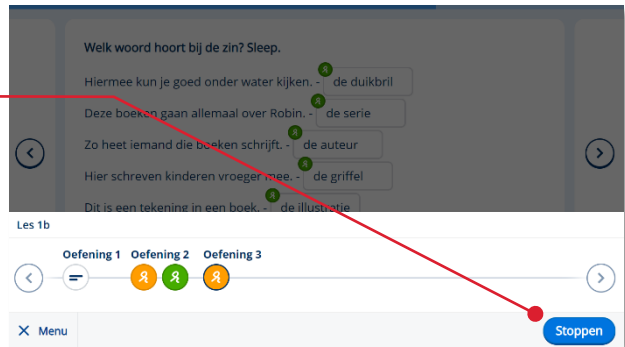 Welk woord hoort bij de zin? Sleep.
Hiermee kun je goed onder water kijken. - de duikbril
Deze boeken gaan allemaal over Robin. - de serie
Zo heet iemand die boeken schrijft. - de auteur
Hier schreven kinderen vroeger mee. - de griffel
Dit is een tekening in een boek. - de illustratie
Les 1b
Oefening 1 Oefening 2 Oefening 3
Menu Stoppen